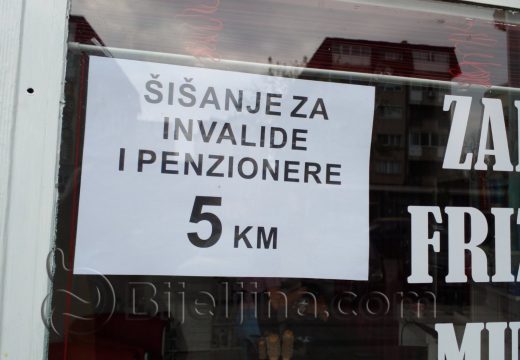 ŠIŠANJE ZA
INVALIDE
I PENZIONERE
5 KM
Bijeljina.com